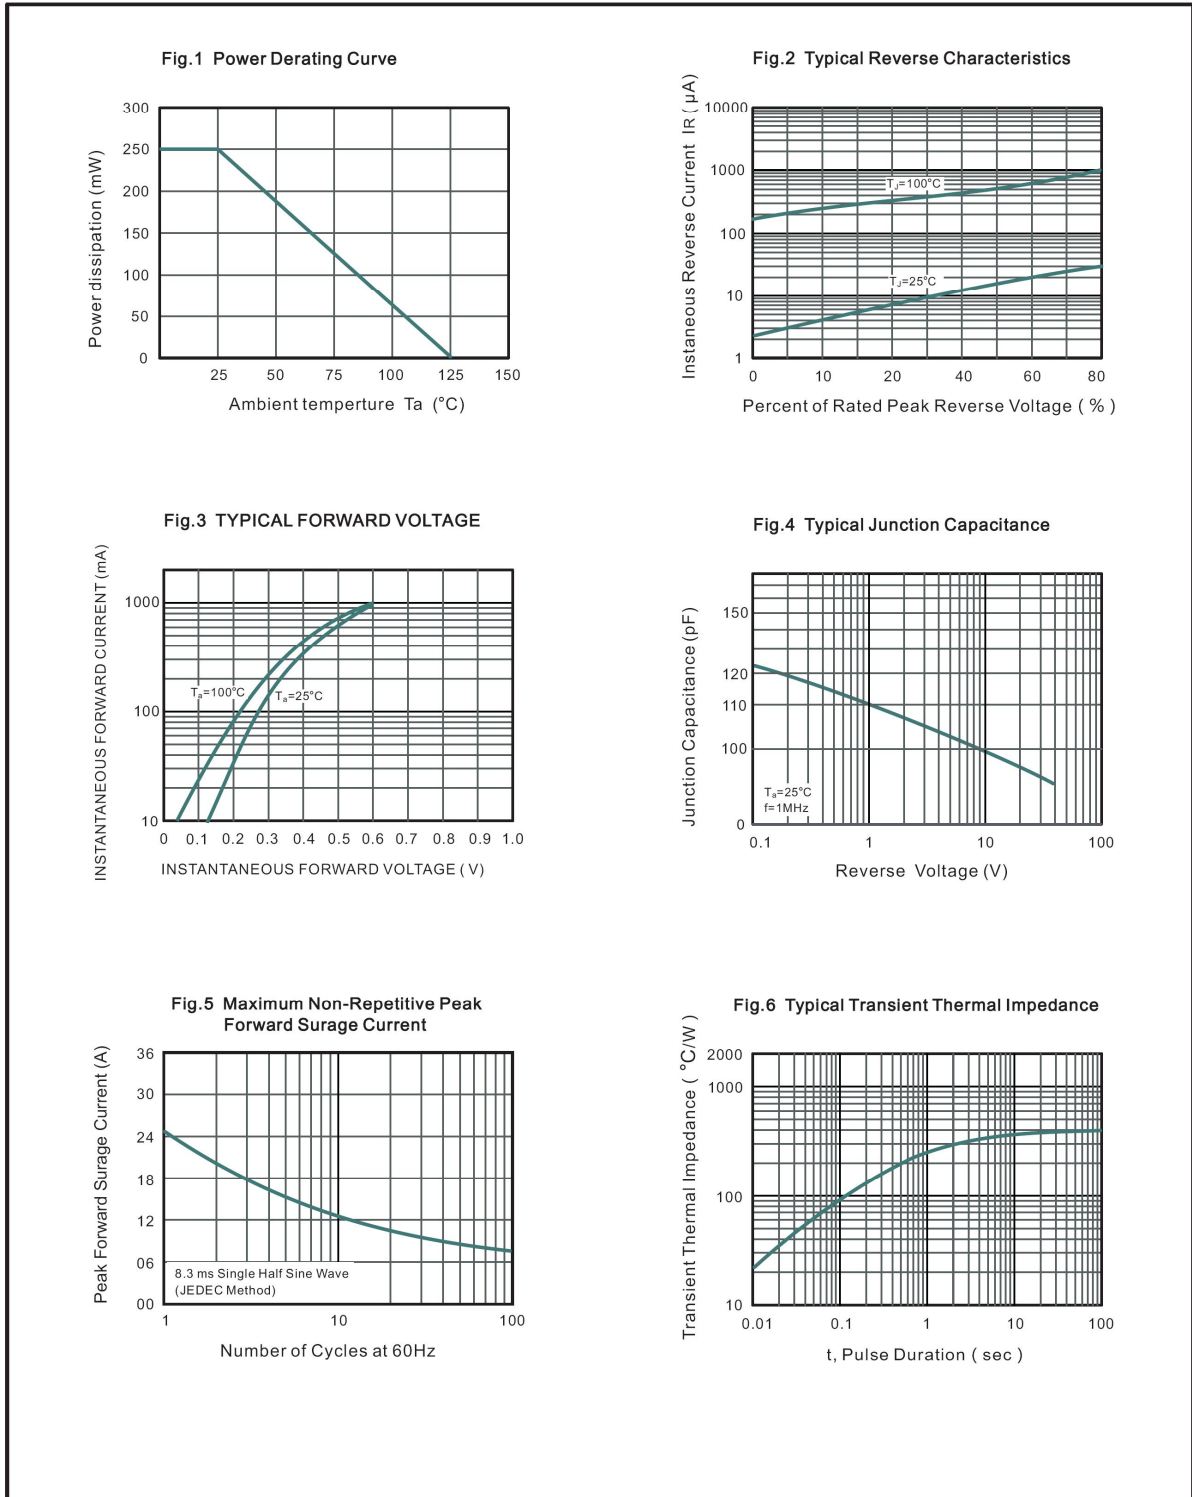 Fig.1 Power Derating Curve
300
250
200
150
100
50
0
25 50 75 100 125 150
Power dissipation (mW)
Ambient temperture Ta (°C)
Fig.2 Typical Reverse Characteristics
10000
1000
100
10
1
TJ=100°C
TJ=25°C
0 10 20 40 60 80
Instaneous Reverse Current IR ( μA)
Percent of Rated Peak Reverse Voltage ( % )
Fig.3 TYPICAL FORWARD VOLTAGE
1000
100
10
Ta=100°C
Ta=25°C
0 0.1 0.2 0.3 0.4 0.5 0.6 0.7 0.8 0.9 1.0
INSTANTANEOUS FORWARD CURRENT (mA)
INSTANTANEOUS FORWARD VOLTAGE ( V)
Fig.4 Typical Junction Capacitance
150
120
110
100
0
Ta=25°C
f=1MHz
0.1 1 10 100
Junction Capacitance (pF)
Reverse Voltage (V)
Fig.5 Maximum Non-Repetitive Peak
Forward Surage Current
36
30
24
18
12
06
00
8.3 ms Single Half Sine Wave
(JEDEC Method)
1 10 100
Peak Forward Surage Current (A)
Number of Cycles at 60Hz
Fig.6 Typical Transient Thermal Impedance
2000
1000
100
10
0.01 0.1 1 10 100
Transient Thermal Impedance ( °C/W )
t, Pulse Duration ( sec )